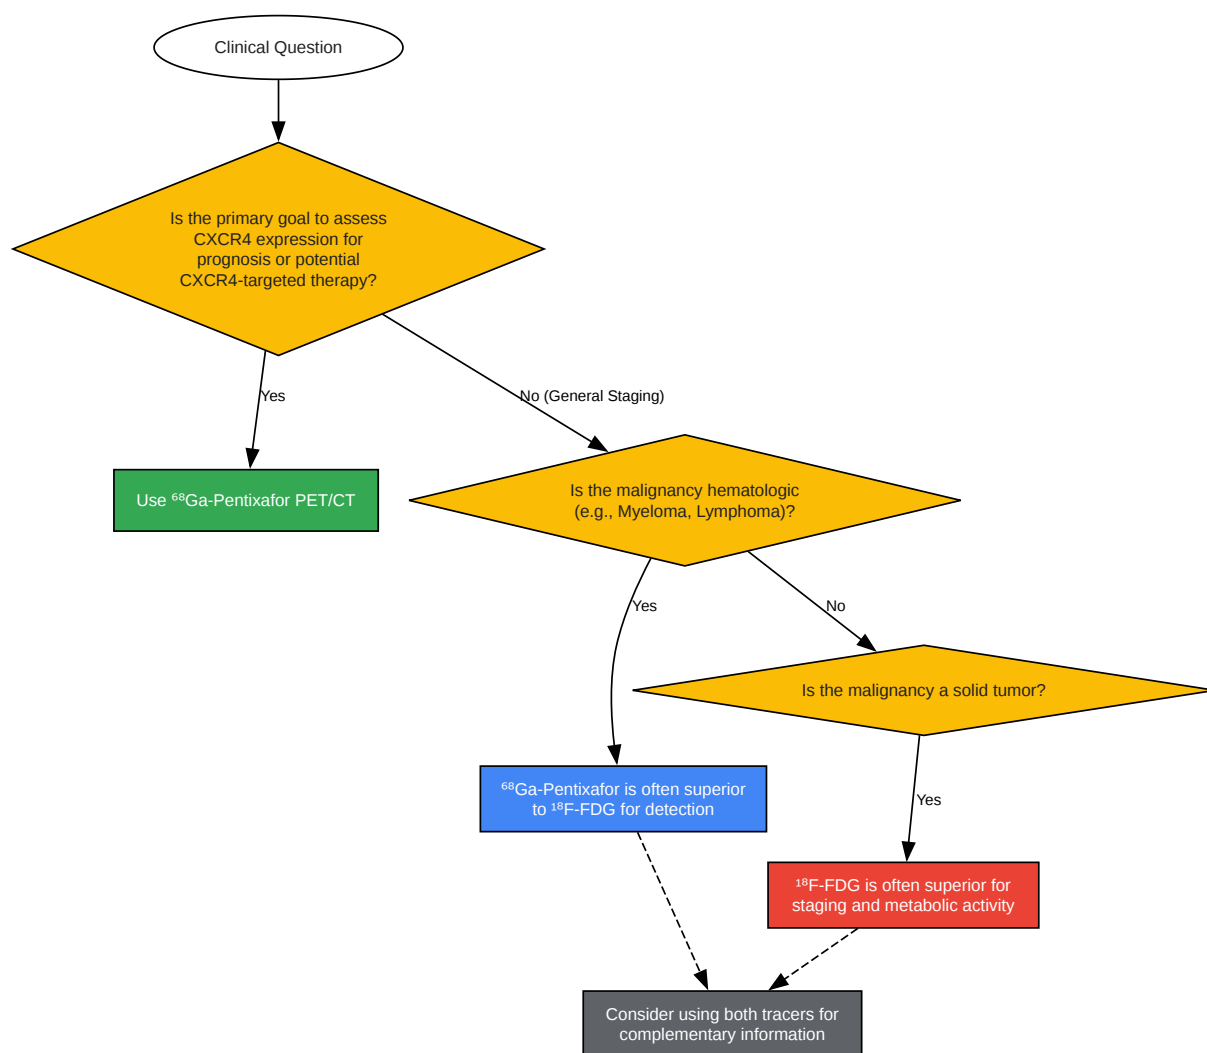 Clinical Question
Is the primary goal to assess
CXCR4 expression for
prognosis or potential
CXCR4-targeted therapy?
Yes
No (General Staging)
Use ⁶⁸Ga-Pentixafor PET/CT
Is the malignancy hematologic
(e.g., Myeloma, Lymphoma)?
Yes
No
Is the malignancy a solid tumor?
⁶⁸Ga-Pentixafor is often superior
to ¹⁸F-FDG for detection
Yes
¹⁸F-FDG is often superior for
staging and metabolic activity
Consider using both tracers for
complementary information